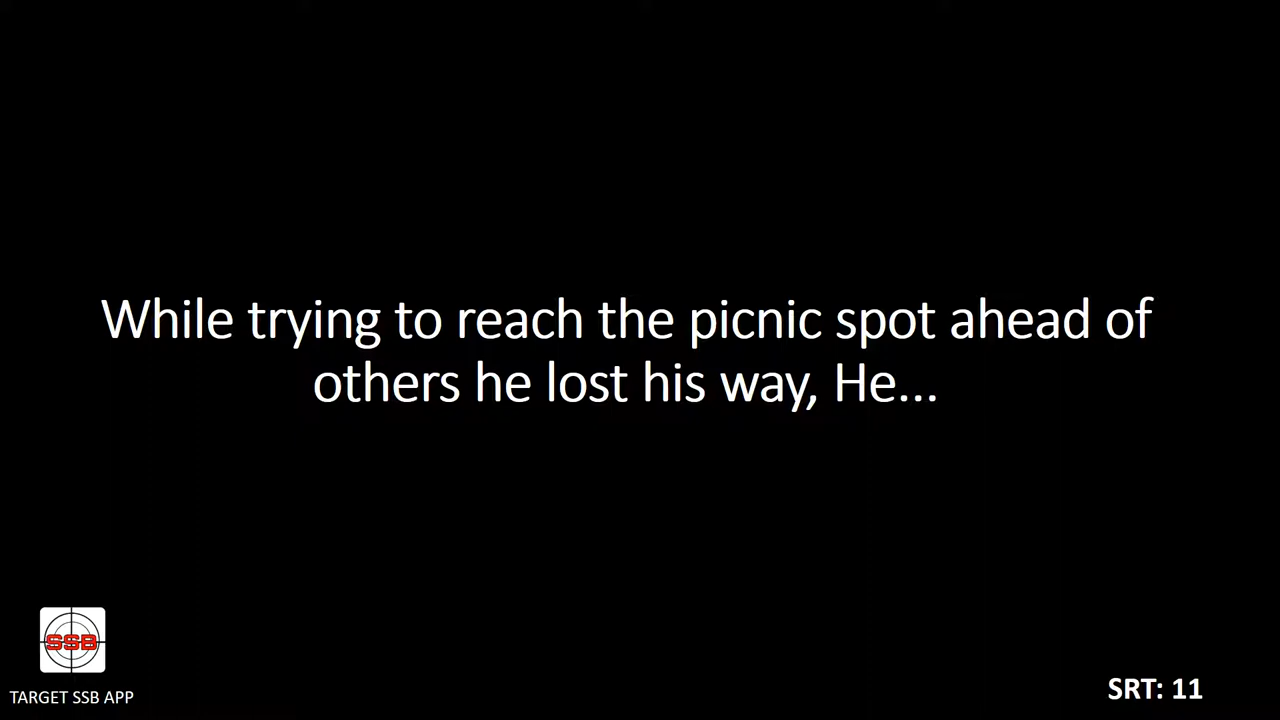 While trying to reach the picnic spot ahead of
others he lost his way, He...
SSB
TARGET SSB APP
SRT: 11